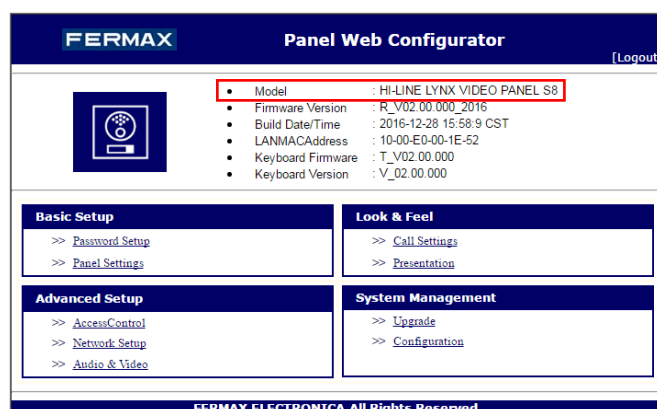 FERMAX
Panel Web Configurator
[Logout
• Model : HI-LINE LYNX VIDEO PANEL S8
• Firmware Version : R_V02.00.000_2016
• Build Date/Time : 2016-12-28 15:58:9 CST
• LANMACAddress : 10-00-E0-00-1E-52
• Keyboard Firmware : T_V02.00.000
• Keyboard Version : V_02.00.000
Basic Setup
>> Password Setup
>> Panel Settings
Look & Feel
>> Call Settings
>> Presentation
Advanced Setup
>> AccessControl
>> Network Setup
>> Audio & Video
System Management
>> Upgrade
>> Configuration
FERMAX ELECTRONICA All Rights Reserved